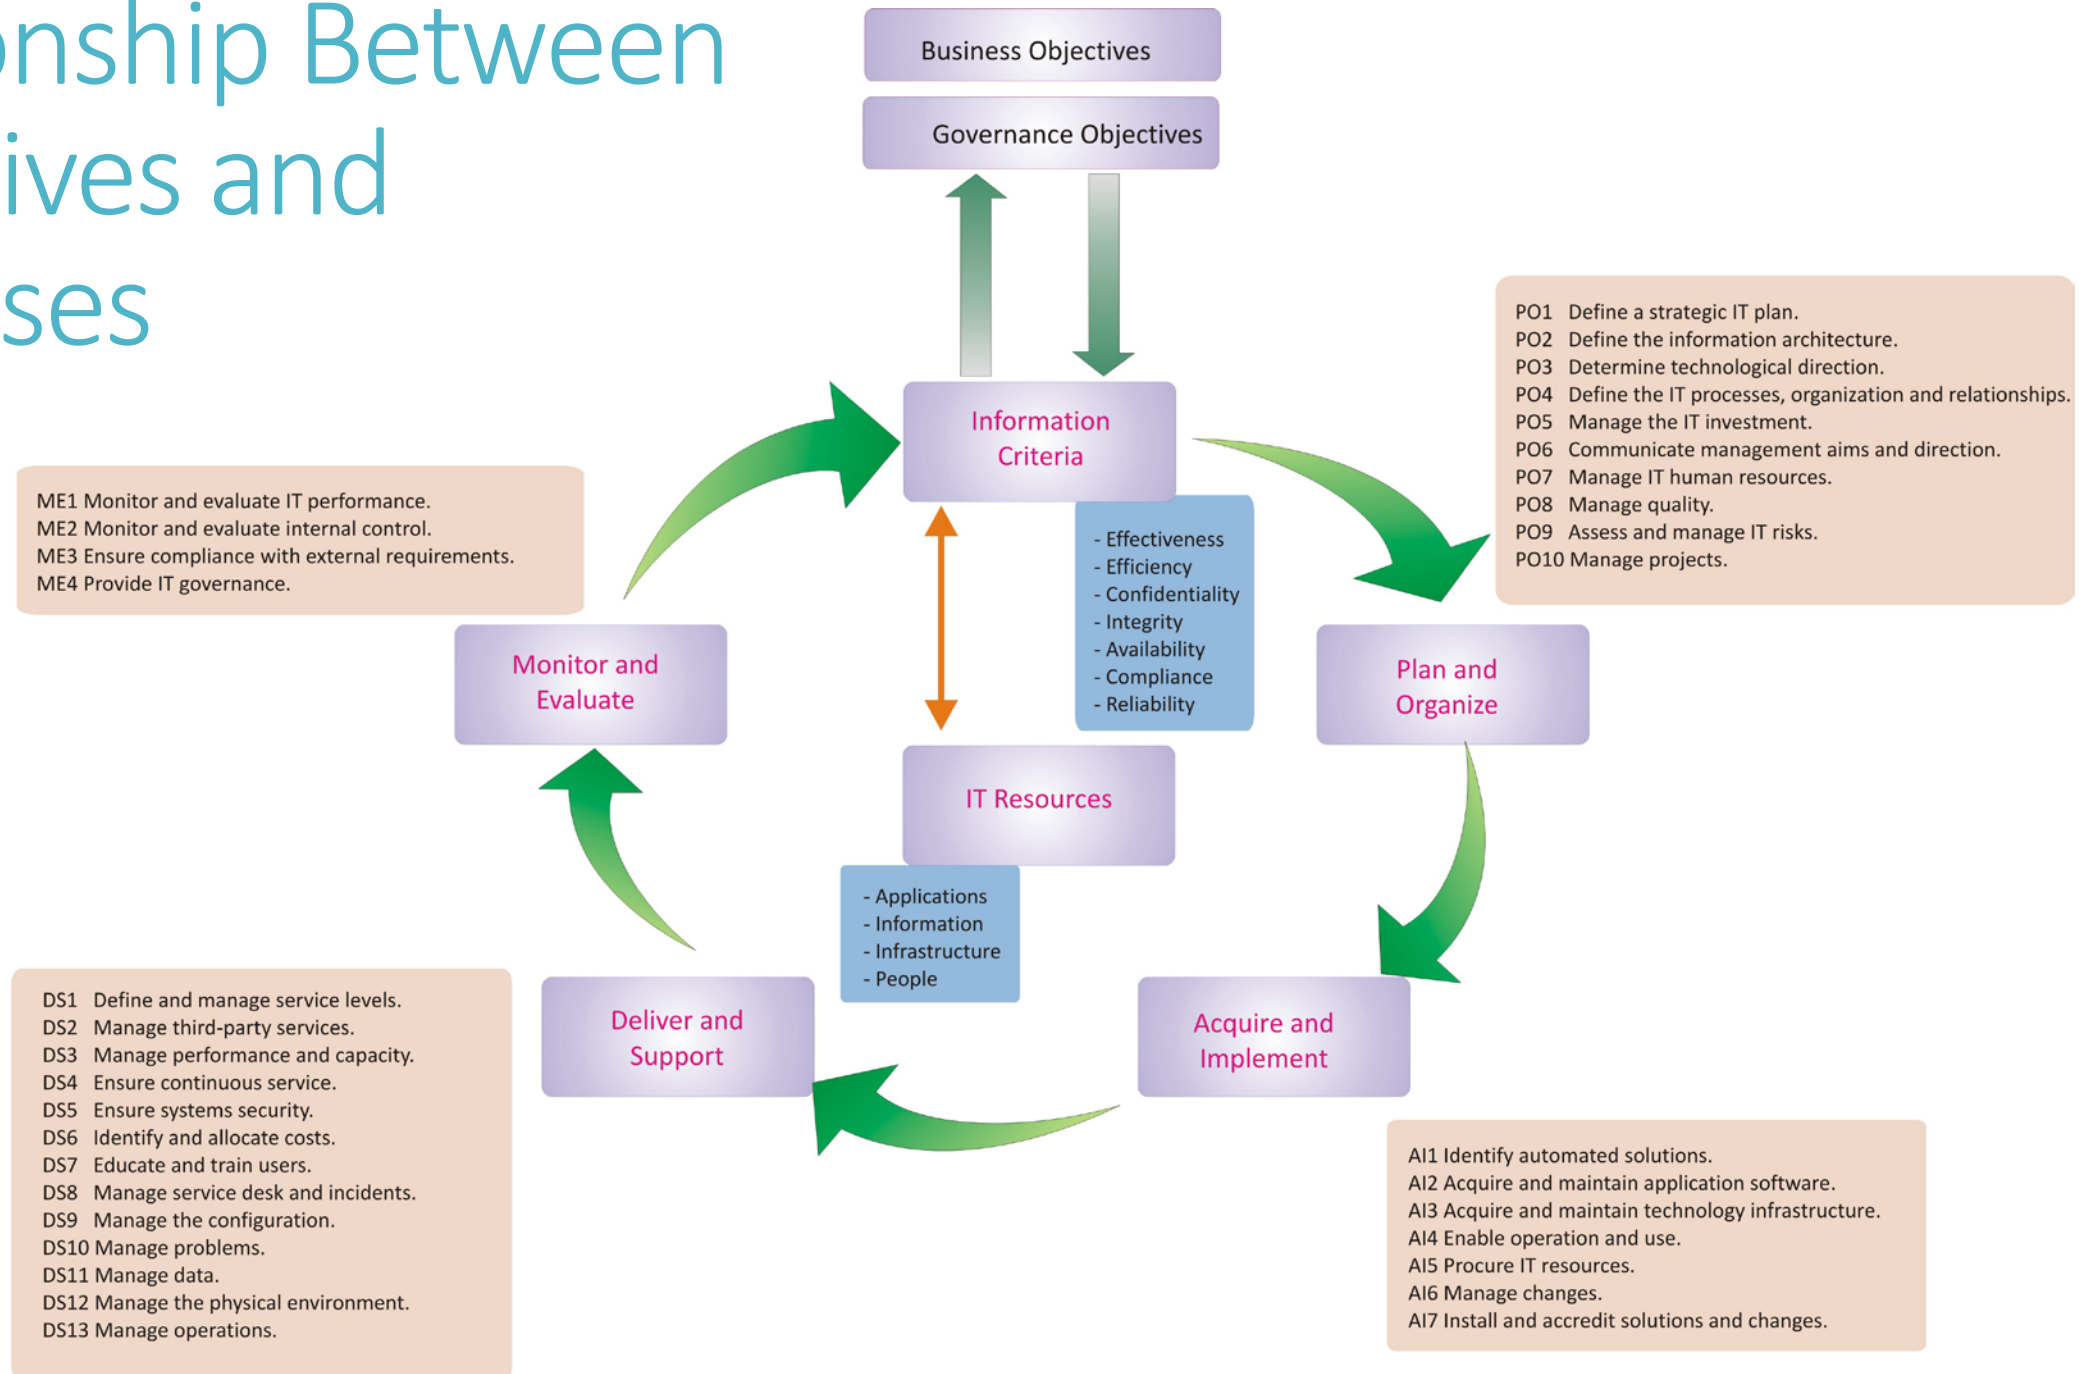 onship Between
ives and
ses
Business Objectives
Governance Objectives
Information
Criteria
- Effectiveness
- Efficiency
- Confidentiality
- Integrity
- Availability
- Compliance
- Reliability
PO1 Define a strategic IT plan.
PO2 Define the information architecture.
PO3 Determine technological direction.
PO4 Define the IT processes, organization and relationships.
PO5 Manage the IT investment.
PO6 Communicate management aims and direction.
PO7 Manage IT human resources.
PO8 Manage quality.
PO9 Assess and manage IT risks.
PO10 Manage projects.
ME1 Monitor and evaluate IT performance.
ME2 Monitor and evaluate internal control.
ME3 Ensure compliance with external requirements.
ME4 Provide IT governance.
Monitor and
Evaluate
Plan and
Organize
IT Resources
- Applications
- Information
- Infrastructure
- People
Deliver and
Support
Acquire and
Implement
DS1 Define and manage service levels.
DS2 Manage third-party services.
DS3 Manage performance and capacity.
DS4 Ensure continuous service.
DS5 Ensure systems security.
DS6 Identify and allocate costs.
DS7 Educate and train users.
DS8 Manage service desk and incidents.
DS9 Manage the configuration.
DS10 Manage problems.
DS11 Manage data.
DS12 Manage the physical environment.
DS13 Manage operations.
AI1 Identify automated solutions.
AI2 Acquire and maintain application software.
AI3 Acquire and maintain technology infrastructure.
AI4 Enable operation and use.
AI5 Procure IT resources.
AI6 Manage changes.
AI7 Install and accredit solutions and changes.